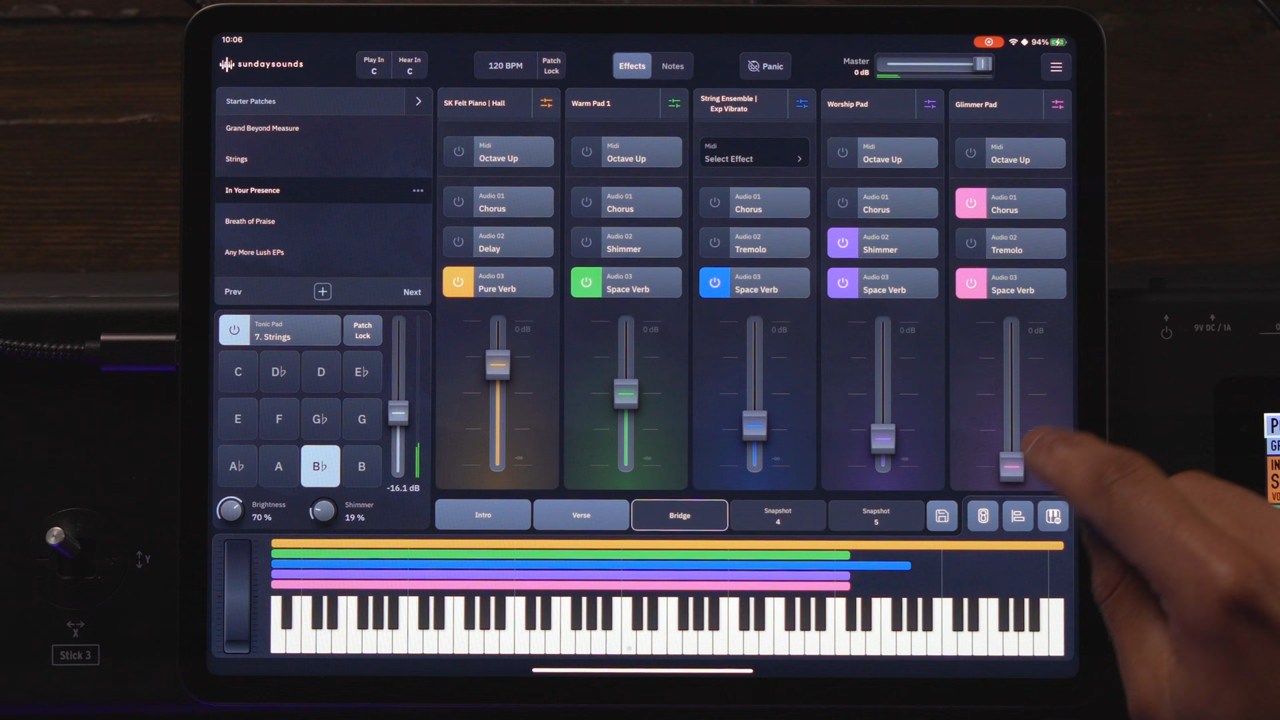 10:06
94%
sundaysounds
Play In
C
Hear In
C
120 BPM
Patch
Lock
Effects
Notes
Panic
Master
0 dB
Starter Patches
Grand Beyond Measure
Strings
In Your Presence
Breath of Praise
Any More Lush EPs
Prev
Next
SK Felt Piano | Hall
Midi
Octave Up
Audio 01
Chorus
Audio 02
Delay
Audio 03
Pure Verb
0 dB
Warm Pad 1
Midi
Octave Up
Audio 01
Chorus
Audio 02
Shimmer
Audio 03
Space Verb
0 dB
String Ensemble |
Exp Vibrato
Midi
Select Effect
Audio 01
Chorus
Audio 02
Tremolo
Audio 03
Space Verb
0 dB
Worship Pad
Midi
Octave Up
Audio 01
Chorus
Audio 02
Shimmer
Audio 03
Space Verb
0 dB
Glimmer Pad
Midi
Octave Up
Audio 01
Chorus
Audio 02
Tremolo
Audio 03
Space Verb
0 dB
Tonic Pad
7. Strings
Patch
Lock
C
D♭
D
E♭
E
F
G♭
G
A♭
A
B♭
B
-16.1 dB
Brightness
70 %
Shimmer
19 %
Intro
Verse
Bridge
Snapshot
4
Snapshot
5
Y
X
Stick 3
9V DC / 1A